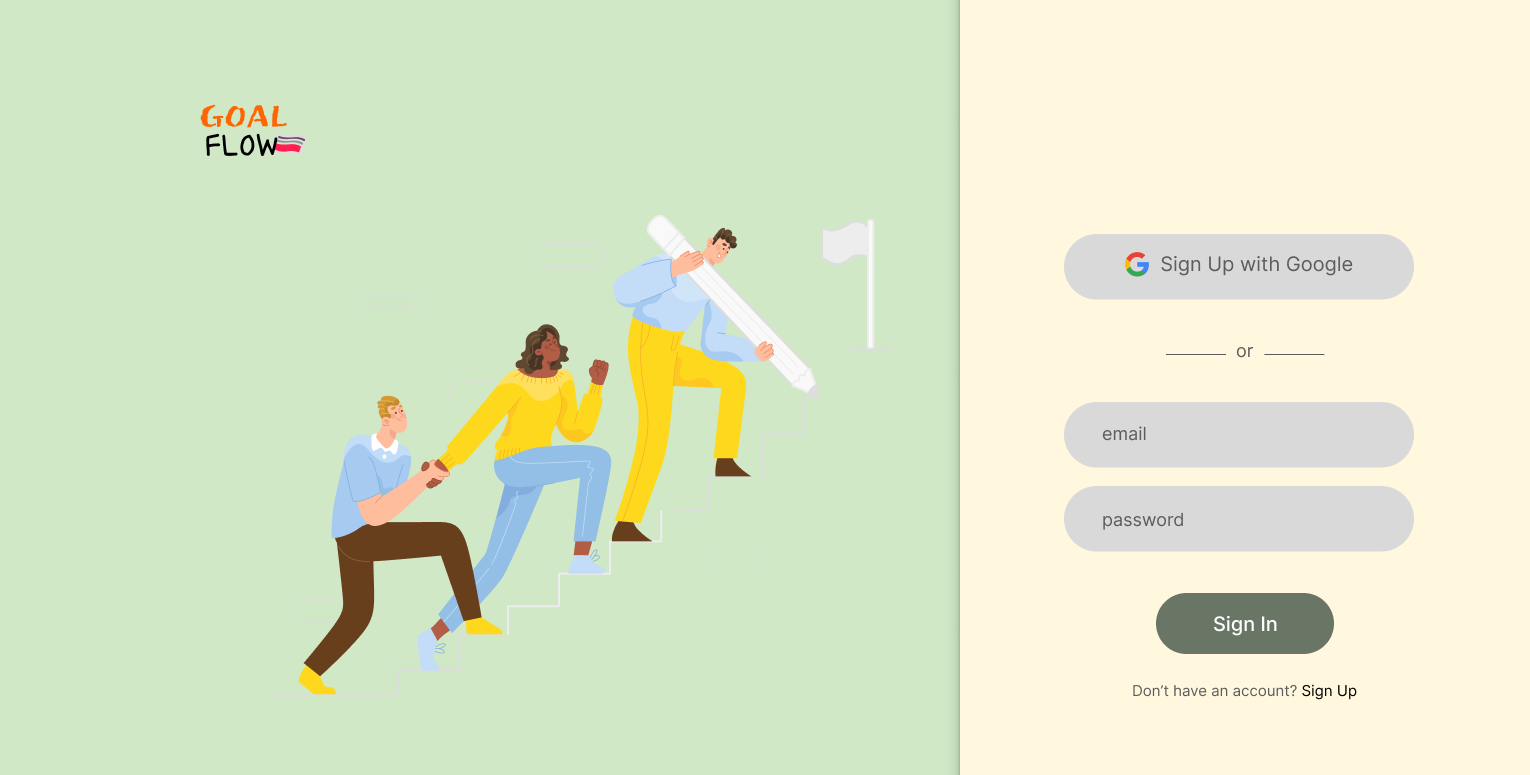 GOAL
FLOW
Sign Up with Google
or
email
password
Sign In
Don’t have an account? Sign Up